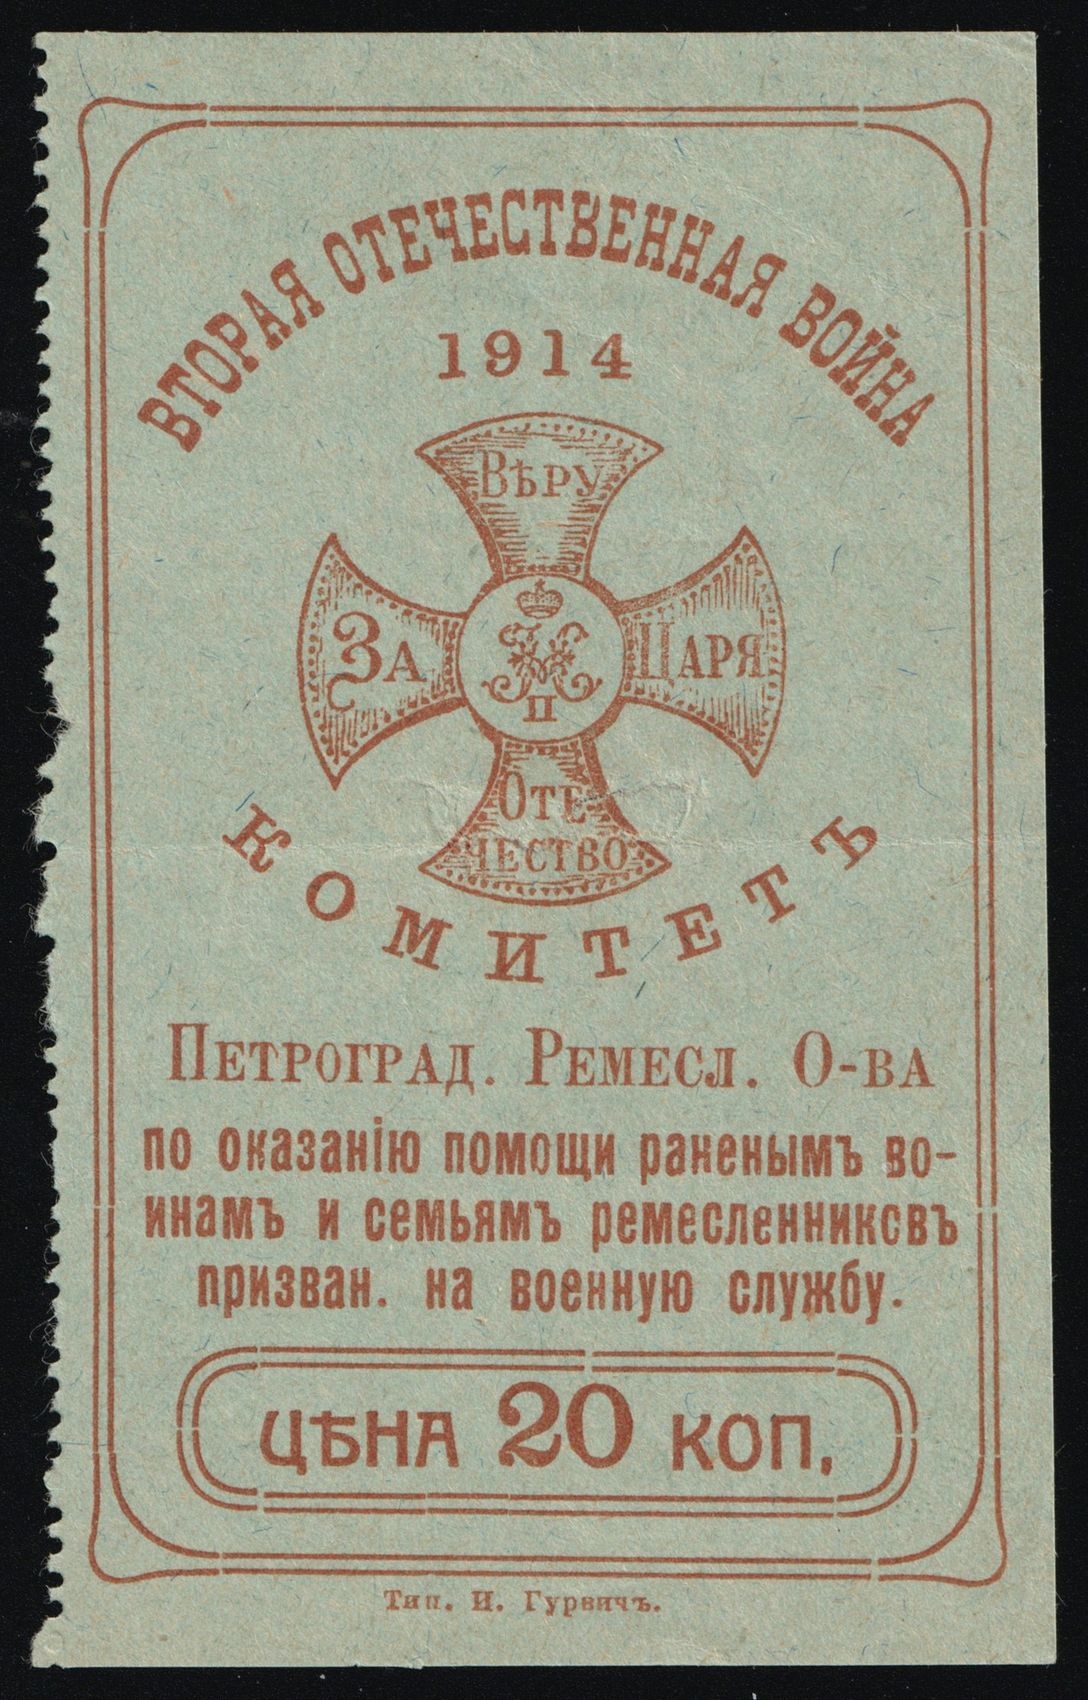 ВТОРАЯ ОТЕЧЕСТВЕННАЯ ВОЙНА
1914
ВѢРУ
ЗА
ЦАРЯ
II
ОТЕ-
ЧЕСТВО
КОМИТЕТЪ
ПЕТРОГРАД. РЕМЕСЛ. О-ВА
по оказанію помощи раненымъ во-
инамъ и семьямъ ремесленниковъ
призван. на военную службу.
ЦѢНА 20 КОП.
Тип. И. Гурвичъ.